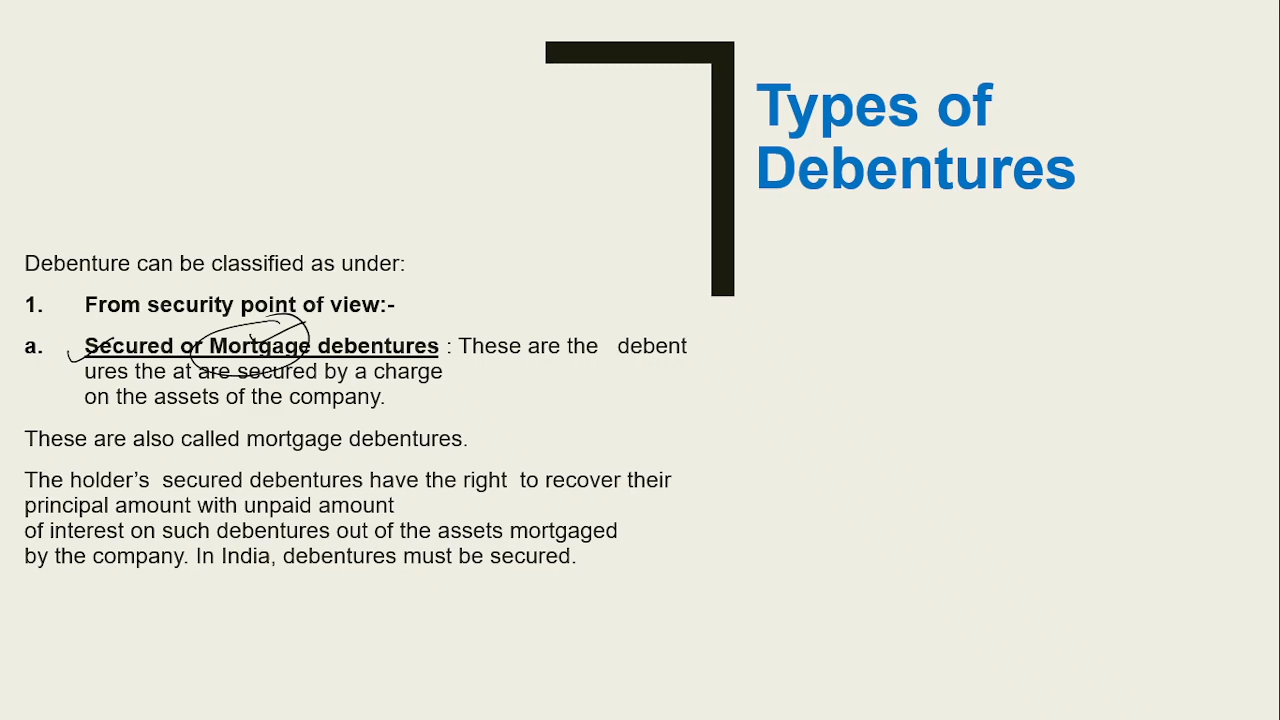 Types of
Debentures
Debenture can be classified as under:
1. From security point of view:-
a. Secured or Mortgage debentures : These are the debent
ures the at are secured by a charge
on the assets of the company.
These are also called mortgage debentures.
The holder’s secured debentures have the right to recover their
principal amount with unpaid amount
of interest on such debentures out of the assets mortgaged
by the company. In India, debentures must be secured.